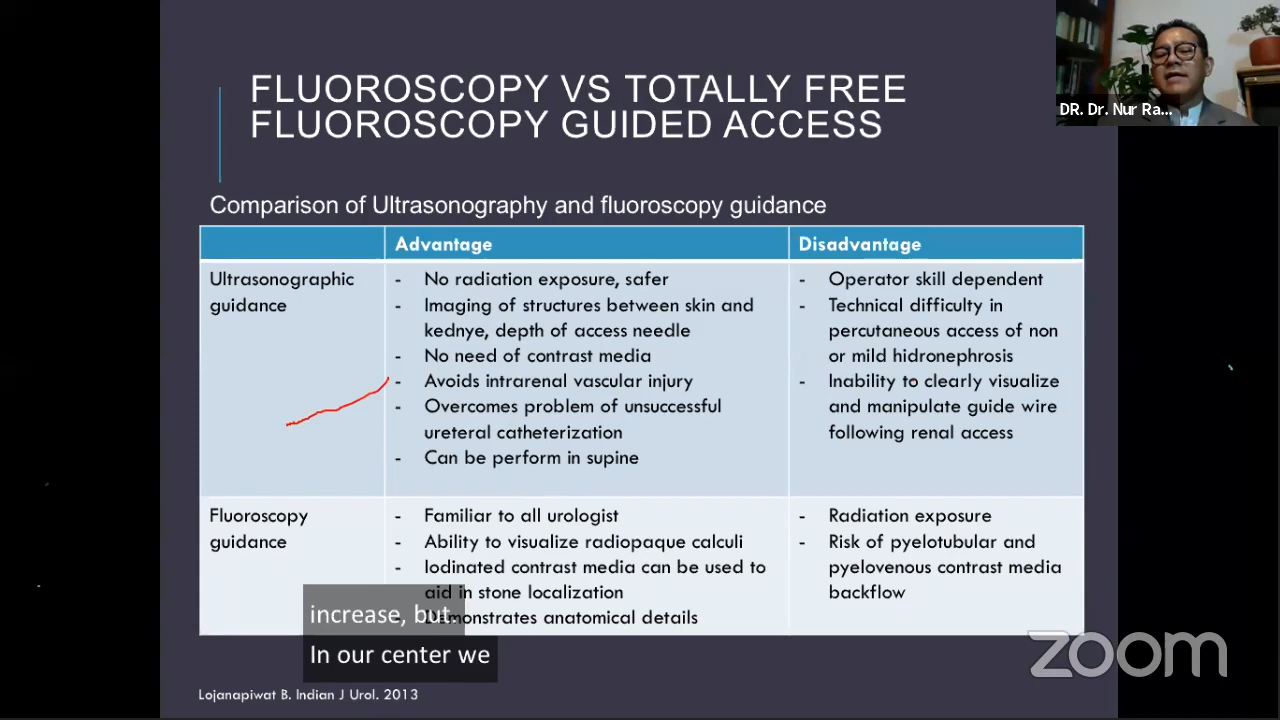 FLUOROSCOPY VS TOTALLY FREE
FLUOROSCOPY GUIDED ACCESS
DR. Dr. Nur Ra...
Comparison of Ultrasonography and fluoroscopy guidance
Advantage
Disadvantage
Ultrasonographic
guidance
- No radiation exposure, safer
- Imaging of structures between skin and
kednye, depth of access needle
- No need of contrast media
- Avoids intrarenal vascular injury
- Overcomes problem of unsuccessful
ureteral catheterization
- Can be perform in supine
- Operator skill dependent
- Technical difficulty in
percutaneous access of non
or mild hidronephrosis
- Inability to clearly visualize
and manipulate guide wire
following renal access
Fluoroscopy
guidance
- Familiar to all urologist
- Ability to visualize radiopaque calculi
- Iodinated contrast media can be used to
aid in stone localization
- Demonstrates anatomical details
- Radiation exposure
- Risk of pyelotubular and
pyelovenous contrast media
backflow
increase, but.
In our center we
Lojanapiwat B. Indian J Urol. 2013
zoom